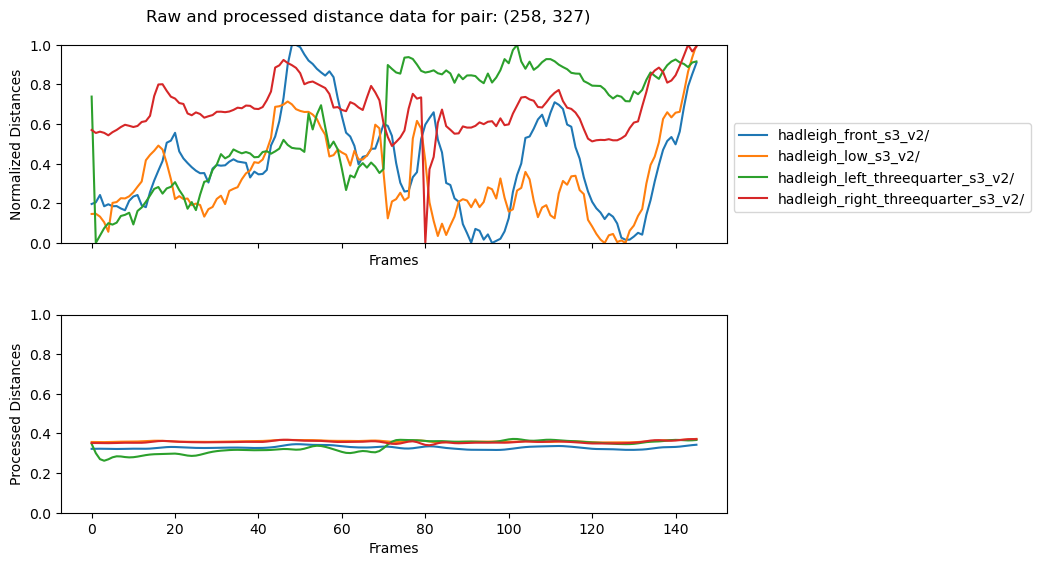 Raw and processed distance data for pair: (258, 327)
1.0
0.8
0.6
0.4
0.2
0.0
Normalized Distances
Frames
hadleigh_front_s3_v2/
hadleigh_low_s3_v2/
hadleigh_left_threequarter_s3_v2/
hadleigh_right_threequarter_s3_v2/
1.0
0.8
0.6
0.4
0.2
0.0
Processed Distances
0 20 40 60 80 100 120 140
Frames